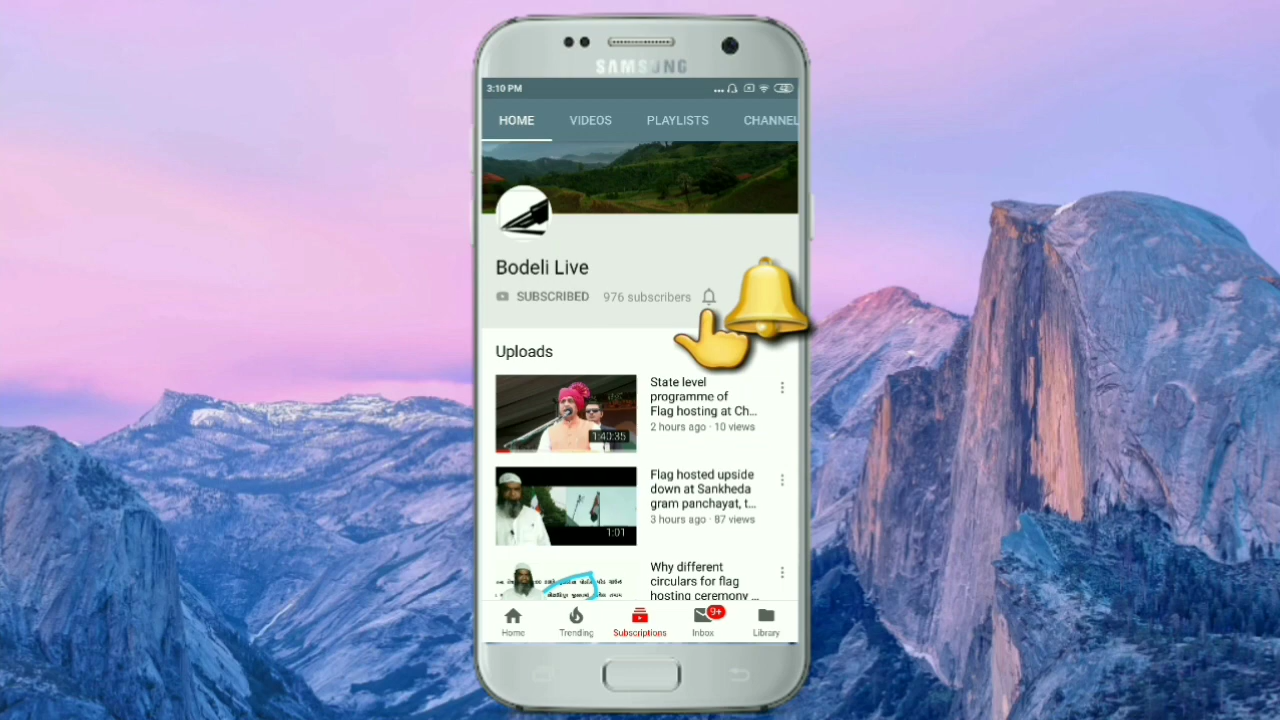 SAMSUNG
3:10 PM
HOME VIDEOS PLAYLISTS CHANNEL
Bodeli Live
SUBSCRIBED 976 subscribers
Uploads
State level
programme of
Flag hosting at Ch...
2 hours ago · 10 views
1:40:35
Flag hosted upside
down at Sankheda
gram panchayat, t...
3 hours ago · 87 views
1:01
Why different
circulars for flag
hosting ceremony ...
Home Trending Subscriptions Inbox 9+ Library